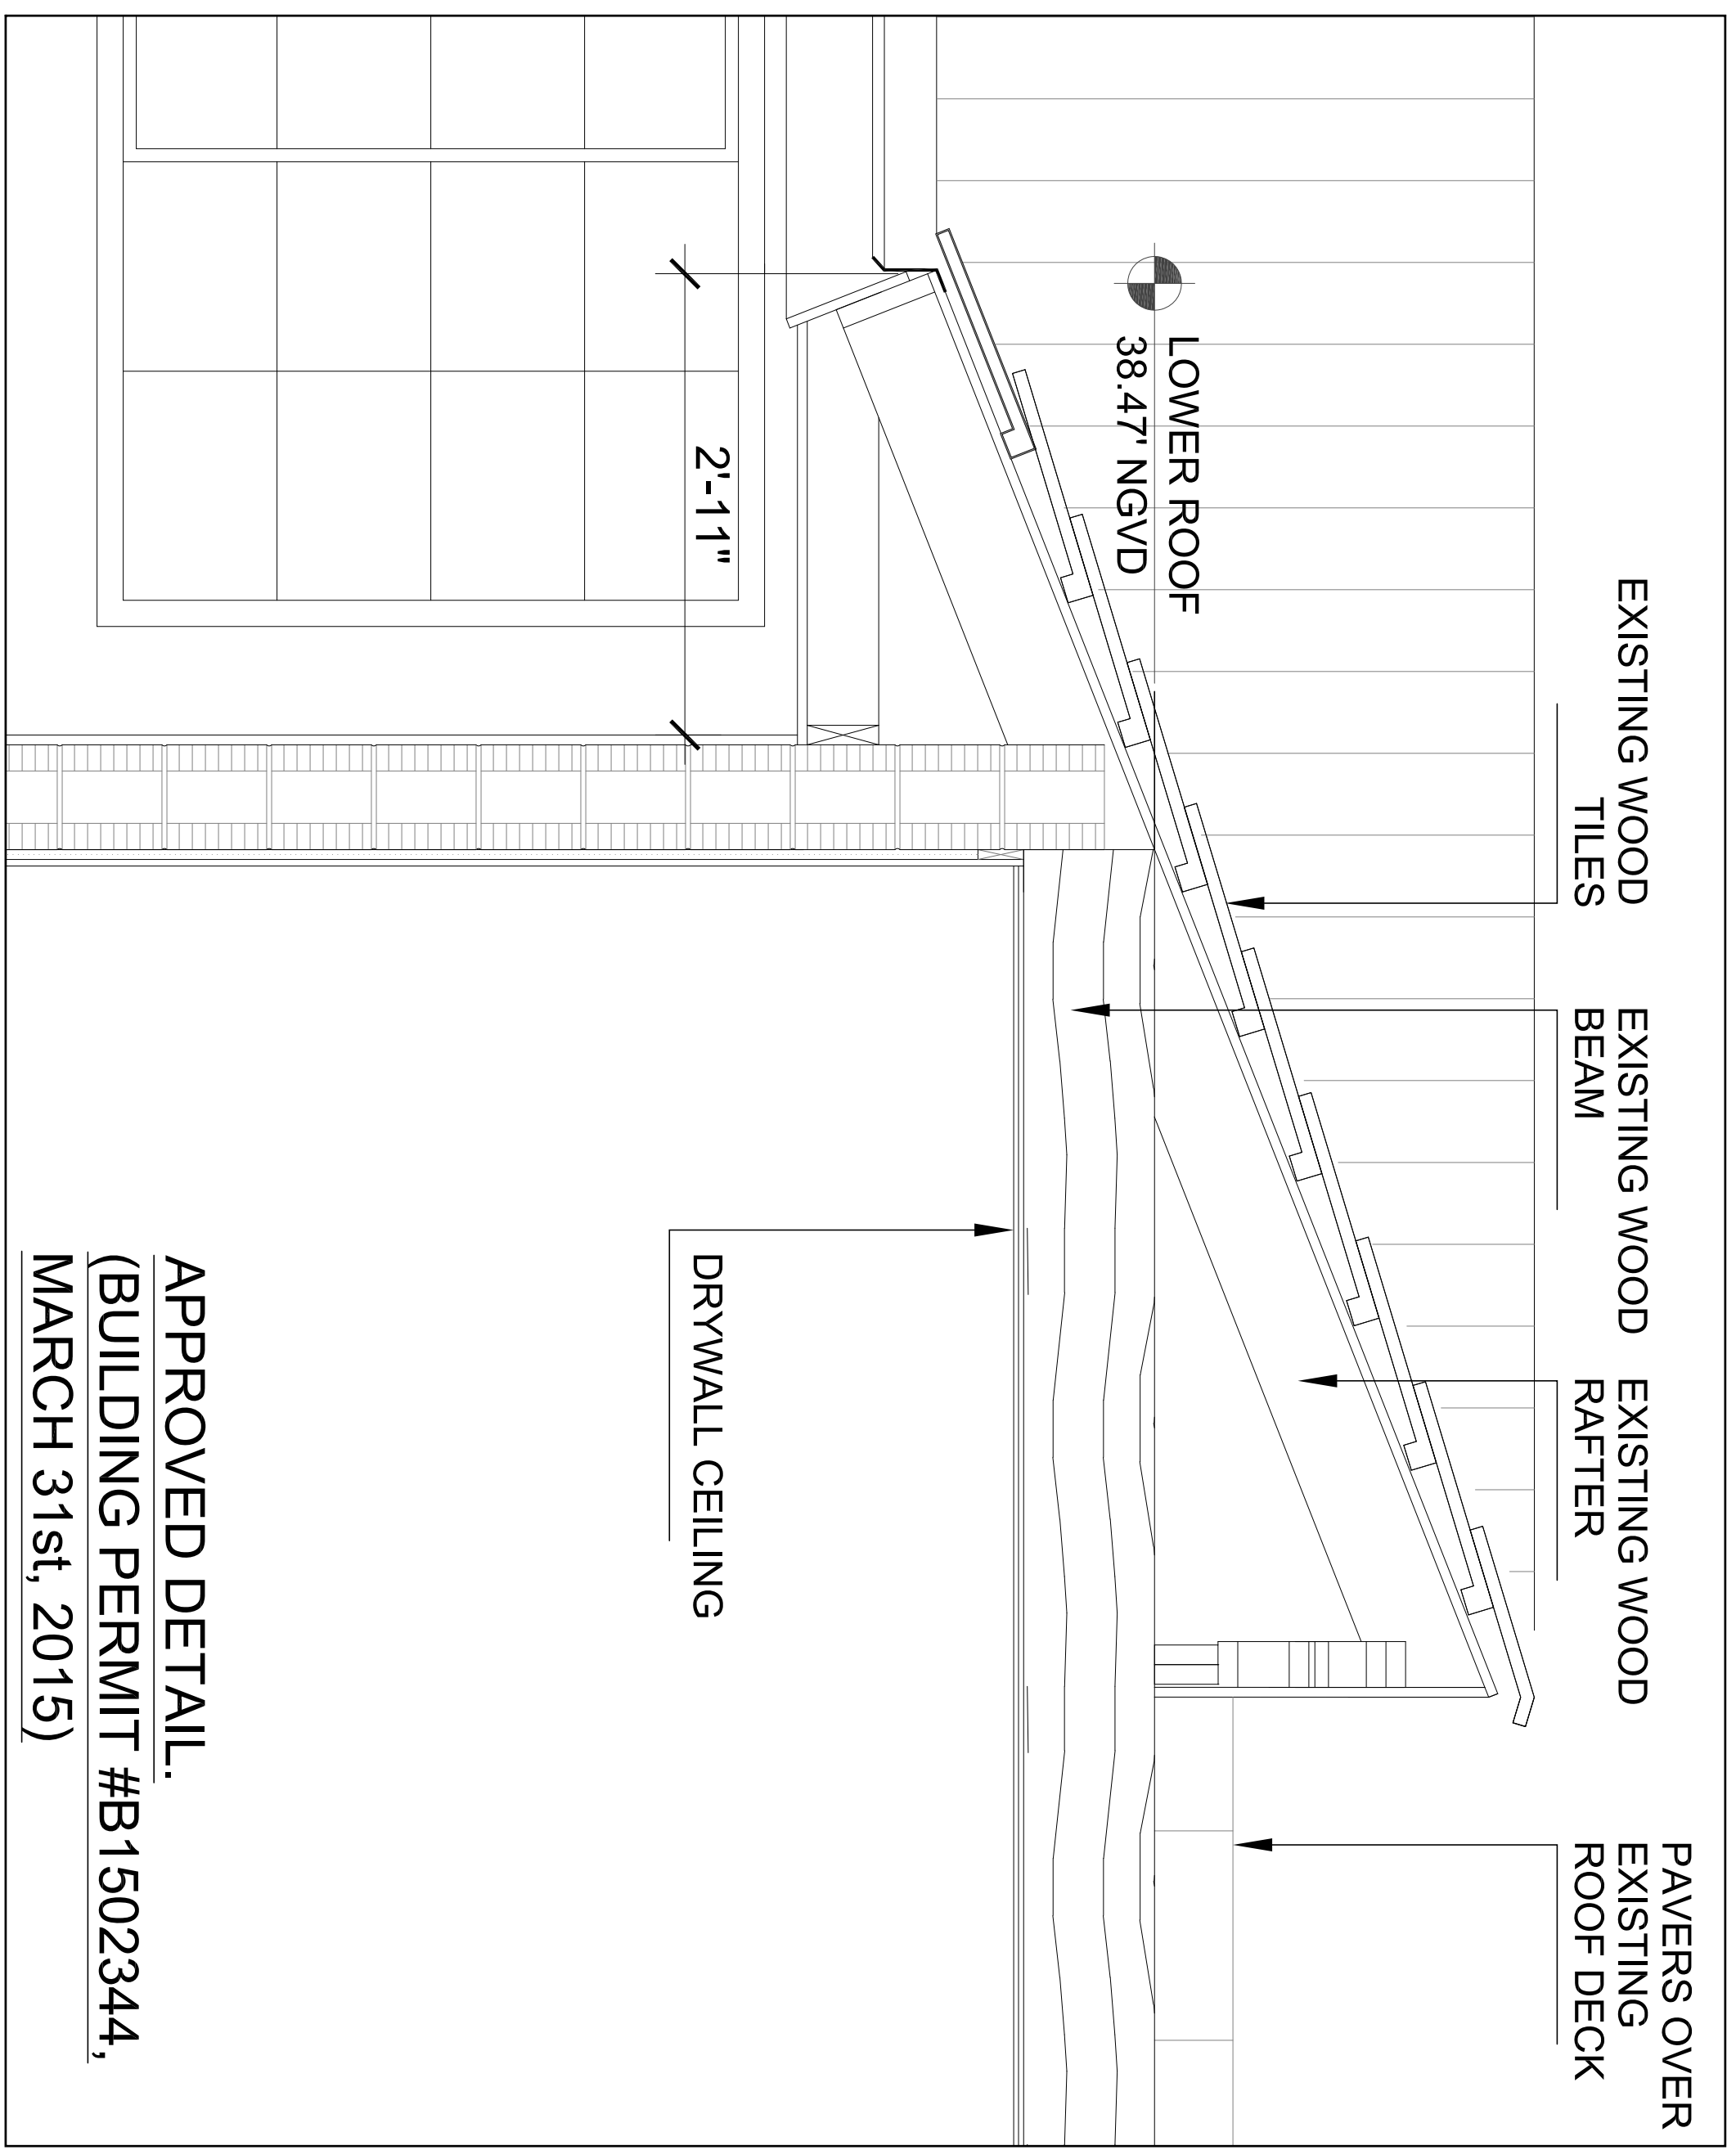 EXISTING WOOD
TILES
EXISTING WOOD
BEAM
EXISTING WOOD
RAFTER
PAVERS OVER
EXISTING
ROOF DECK
LOWER ROOF
38.47' NGVD
2'-11"
DRYWALL CEILING
APPROVED DETAIL.
(BUILDING PERMIT #B1502344,
MARCH 31st, 2015)